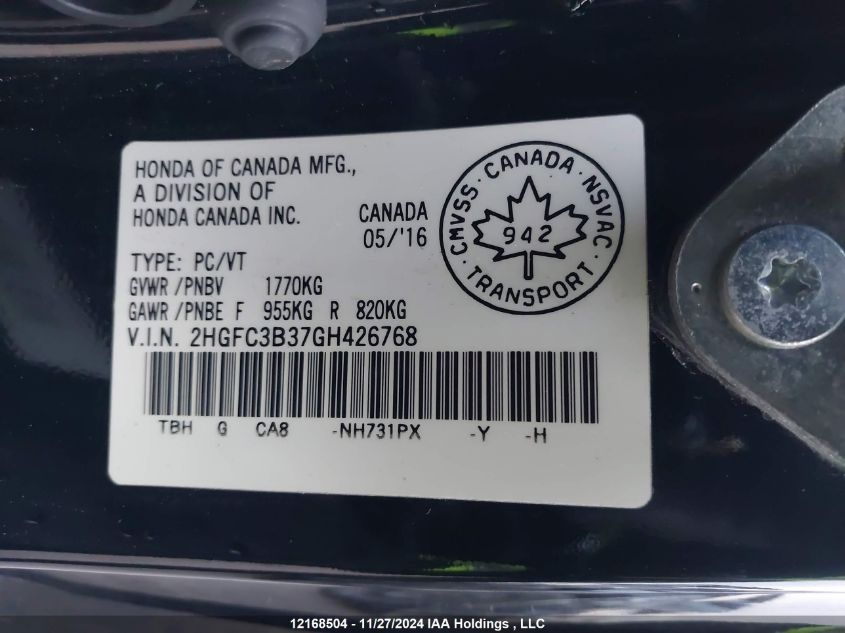 HONDA OF CANADA MFG.,
A DIVISION OF
HONDA CANADA INC.
CANADA
05/'16
TYPE: PC/VT
GVWR /PNBV 1770KG
GAWR /PNBE F 955KG R 820KG
V.I.N. 2HGFC3B37GH426768
TBH G CA8 -NH731PX -Y -H
CMVSS · CANADA · NSVAC · TRANSPORT ·
942
12168504 - 11/27/2024 IAA Holdings , LLC